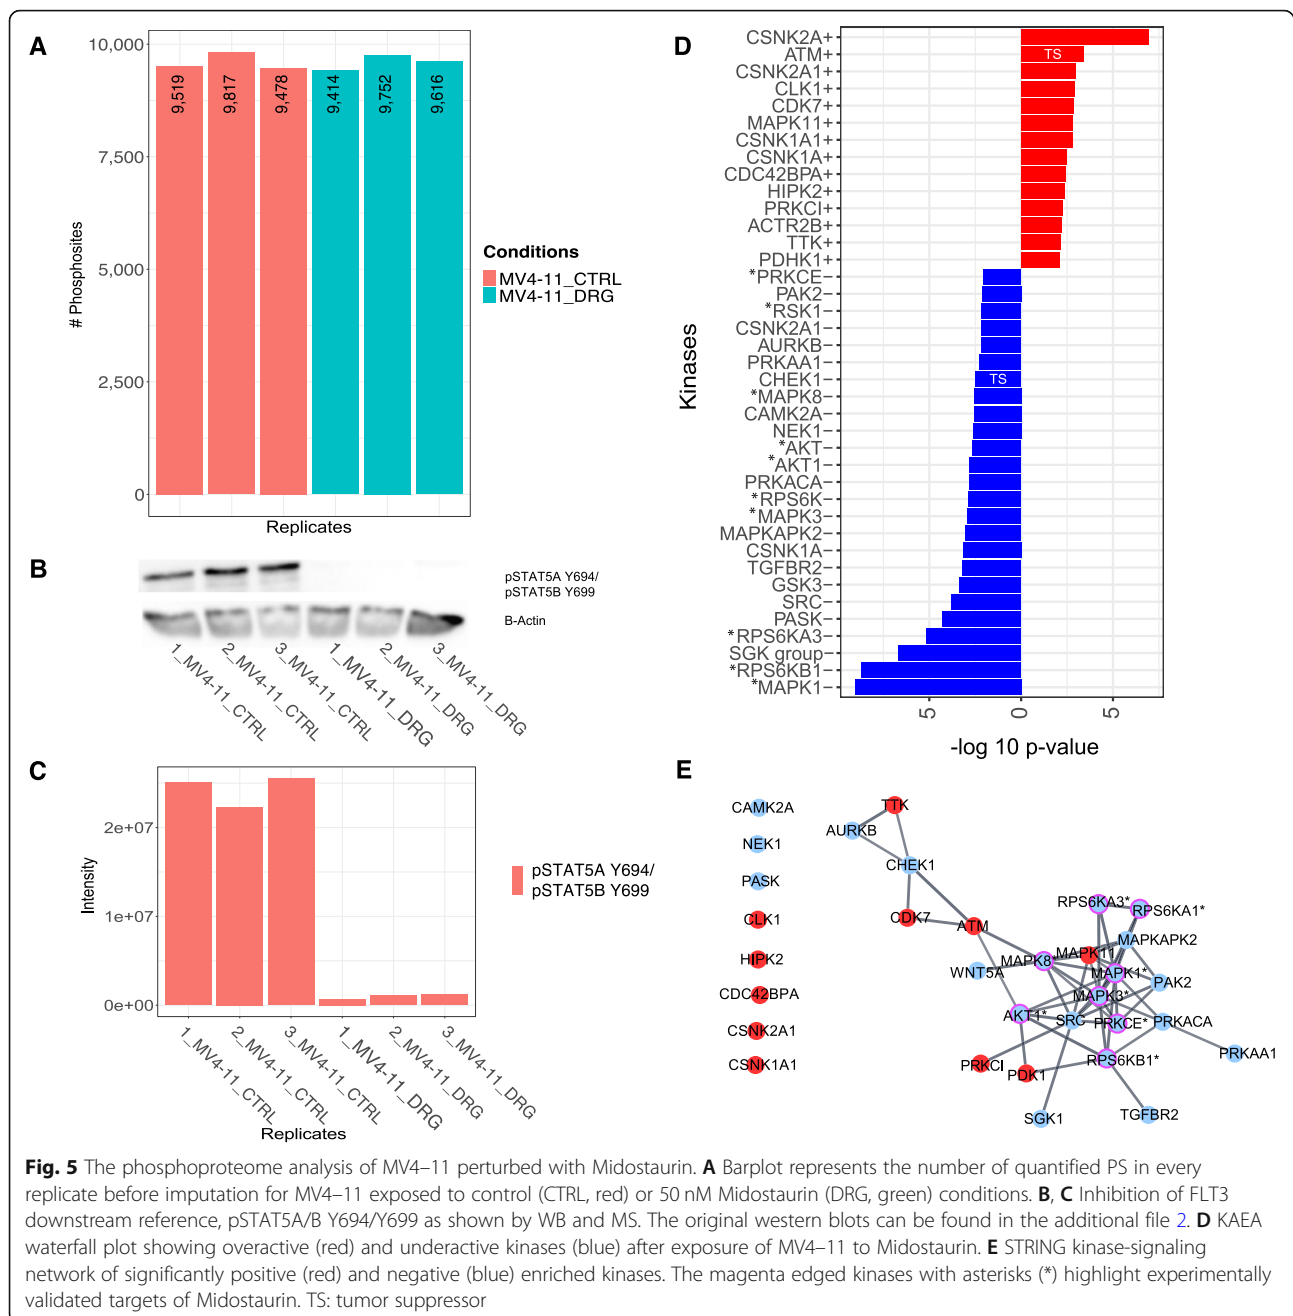 A
10,000
7,500
5,000
2,500
0
# Phosphosites
9,519
9,817
9,478
9,414
9,752
9,616
Replicates
Conditions
MV4-11_CTRL
MV4-11_DRG
B
pSTAT5A Y694/
pSTAT5B Y699
B-Actin
1_MV4-11_CTRL
2_MV4-11_CTRL
3_MV4-11_CTRL
1_MV4-11_DRG
2_MV4-11_DRG
3_MV4-11_DRG
C
2e+07
1e+07
0e+00
Intensity
pSTAT5A Y694/
pSTAT5B Y699
1_MV4-11_CTRL
2_MV4-11_CTRL
3_MV4-11_CTRL
1_MV4-11_DRG
2_MV4-11_DRG
3_MV4-11_DRG
Replicates
D
Kinases
CSNK2A+
ATM+
TS
CSNK2A1+
CLK1+
CDK7+
MAPK11+
CSNK1A1+
CSNK1A+
CDC42BPA+
HIPK2+
PRKCI+
ACTR2B+
TTK+
PDHK1+
*PRKCE−
PAK2−
*RSK1−
CSNK2A1−
AURKB−
PRKAA1−
CHEK1−
TS
*MAPK8−
CAMK2A−
NEK1−
*AKT−
*AKT1−
PRKACA−
*RPS6K−
*MAPK3−
MAPKAPK2−
CSNK1A−
TGFBR2−
GSK3−
SRC−
PASK−
*RPS6KA3−
SGK group−
*RPS6KB1−
*MAPK1−
5
0
5
-log 10 p-value
E
CAMK2A
NEK1
PASK
CLK1
HIPK2
CDC42BPA
CSNK2A1
CSNK1A1
TTK
AURKB
CHEK1
CDK7
ATM
RPS6KA3*
RPS6KA1*
MAPKAPK2
MAPK11
MAPK8*
WNT5A
MAPK1*
PAK2
MAPK3*
AKT1*
SRC
PRKCE*
PRKACA
PRKAA1
RPS6KB1*
PRKCI
PDK1
SGK1
TGFBR2
Fig. 5 The phosphoproteome analysis of MV4–11 perturbed with Midostaurin. A Barplot represents the number of quantified PS in every
replicate before imputation for MV4–11 exposed to control (CTRL, red) or 50 nM Midostaurin (DRG, green) conditions. B, C Inhibition of FLT3
downstream reference, pSTAT5A/B Y694/Y699 as shown by WB and MS. The original western blots can be found in the additional file 2. D KAEA
waterfall plot showing overactive (red) and underactive kinases (blue) after exposure of MV4–11 to Midostaurin. E STRING kinase-signaling
network of significantly positive (red) and negative (blue) enriched kinases. The magenta edged kinases with asterisks (*) highlight experimentally
validated targets of Midostaurin. TS: tumor suppressor